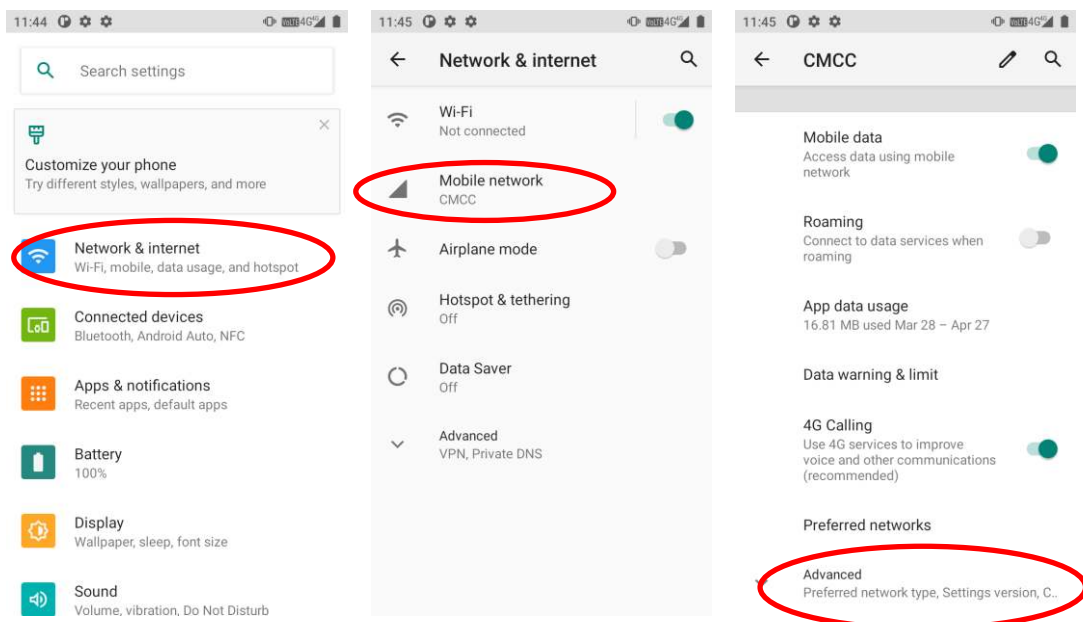 11:44
4G
Search settings
Customize your phone
Try different styles, wallpapers, and more
Network & internet
Wi-Fi, mobile, data usage, and hotspot
Connected devices
Bluetooth, Android Auto, NFC
Apps & notifications
Recent apps, default apps
Battery
100%
Display
Wallpaper, sleep, font size
Sound
Volume, vibration, Do Not Disturb
11:45
4G
Network & internet
Wi-Fi
Not connected
Mobile network
CMCC
Airplane mode
Hotspot & tethering
Off
Data Saver
Off
Advanced
VPN, Private DNS
11:45
4G
CMCC
Mobile data
Access data using mobile
network
Roaming
Connect to data services when
roaming
App data usage
16.81 MB used Mar 28 – Apr 27
Data warning & limit
4G Calling
Use 4G services to improve
voice and other communications
(recommended)
Preferred networks
Advanced
Preferred network type, Settings version, C..